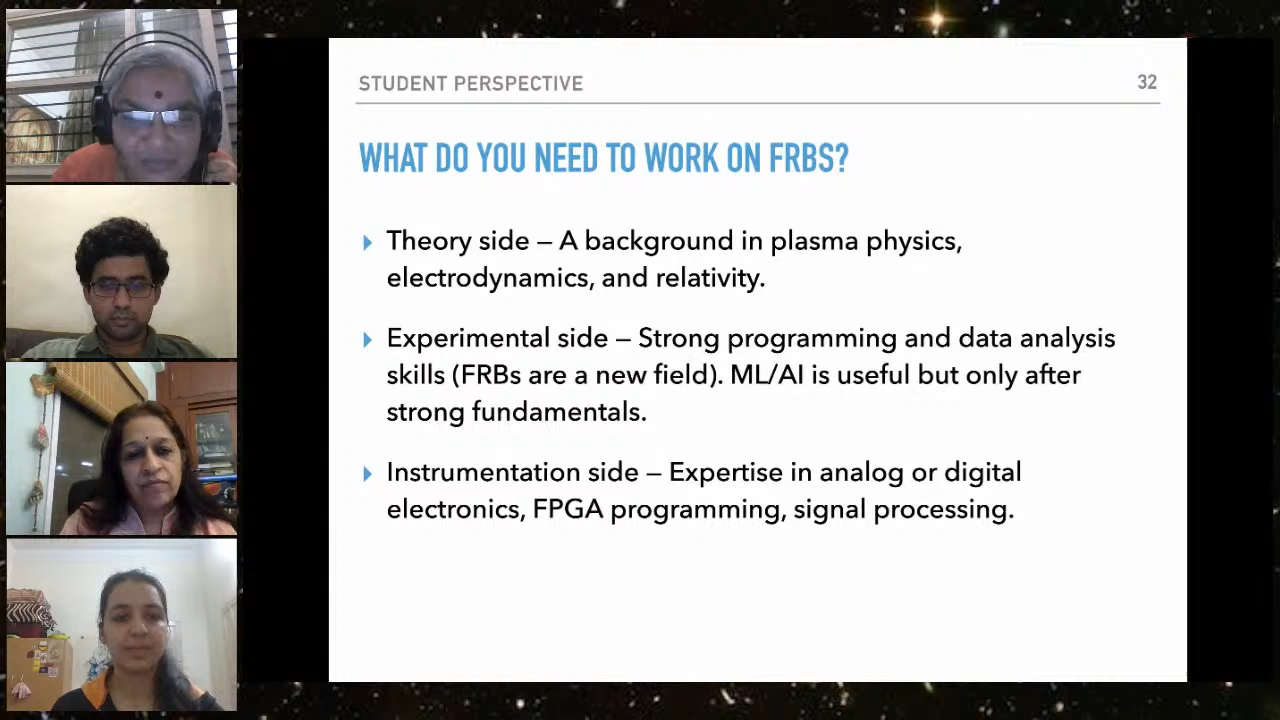 STUDENT PERSPECTIVE
32
WHAT DO YOU NEED TO WORK ON FRBS?
Theory side – A background in plasma physics,
electrodynamics, and relativity.
Experimental side – Strong programming and data analysis
skills (FRBs are a new field). ML/AI is useful but only after
strong fundamentals.
Instrumentation side – Expertise in analog or digital
electronics, FPGA programming, signal processing.